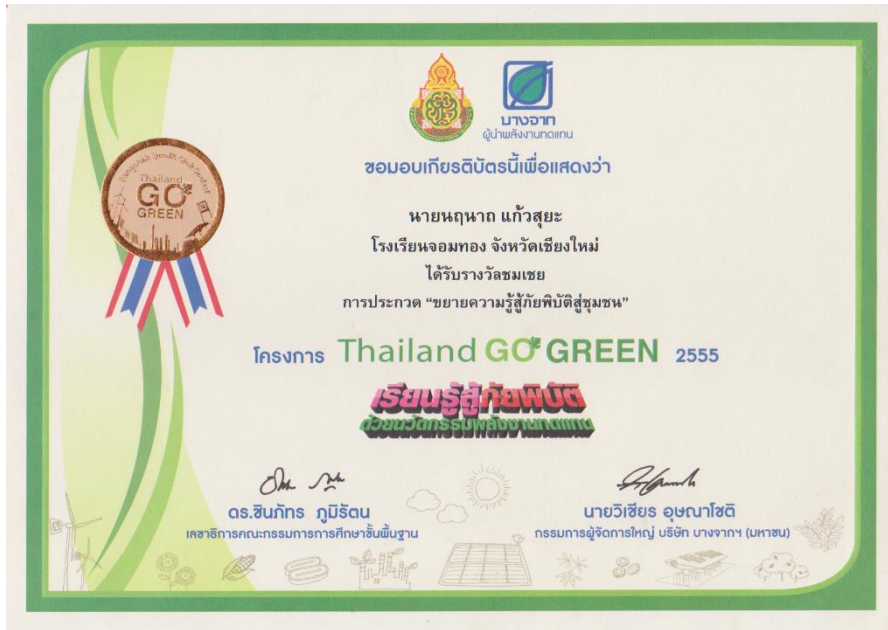 บางจาก
ผู้นำพลังงานทดแทน
ขอมอบเกียรติบัตรนี้เพื่อแสดงว่า
นายนฤนาถ แก้วสุยะ
โรงเรียนจอมทอง จังหวัดเชียงใหม่
ได้รับรางวัลชมเชย
การประกวด “ขยายความรู้สู้ภัยพิบัติสู่ชุมชน”
Thailand
GO
GREEN
โครงการ Thailand GO GREEN 2555
เรียนรู้สู้ภัยพิบัติ
ด้วยนวัตกรรมพลังงานทดแทน
ดร.ชินภัทร ภูมิรัตน
เลขาธิการคณะกรรมการการศึกษาขั้นพื้นฐาน
นายวิเชียร อุษณาโชติ
กรรมการผู้จัดการใหญ่ บริษัท บางจากฯ (มหาชน)